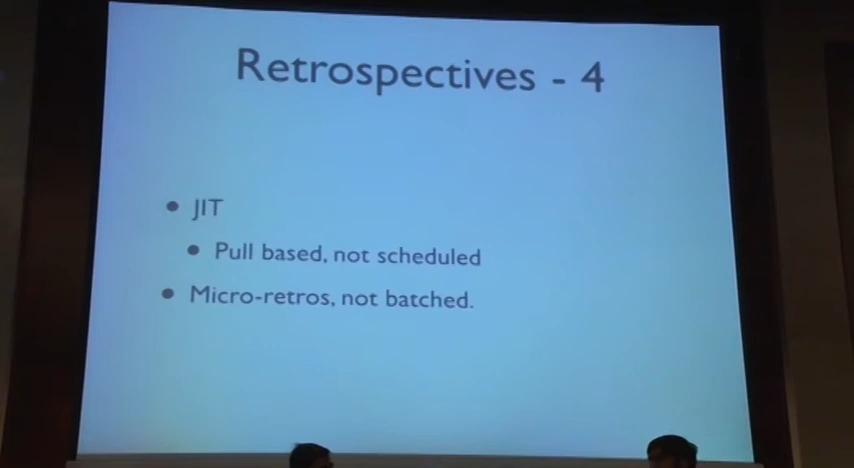 Retrospectives - 4
JIT
Pull based, not scheduled
Micro-retros, not batched.